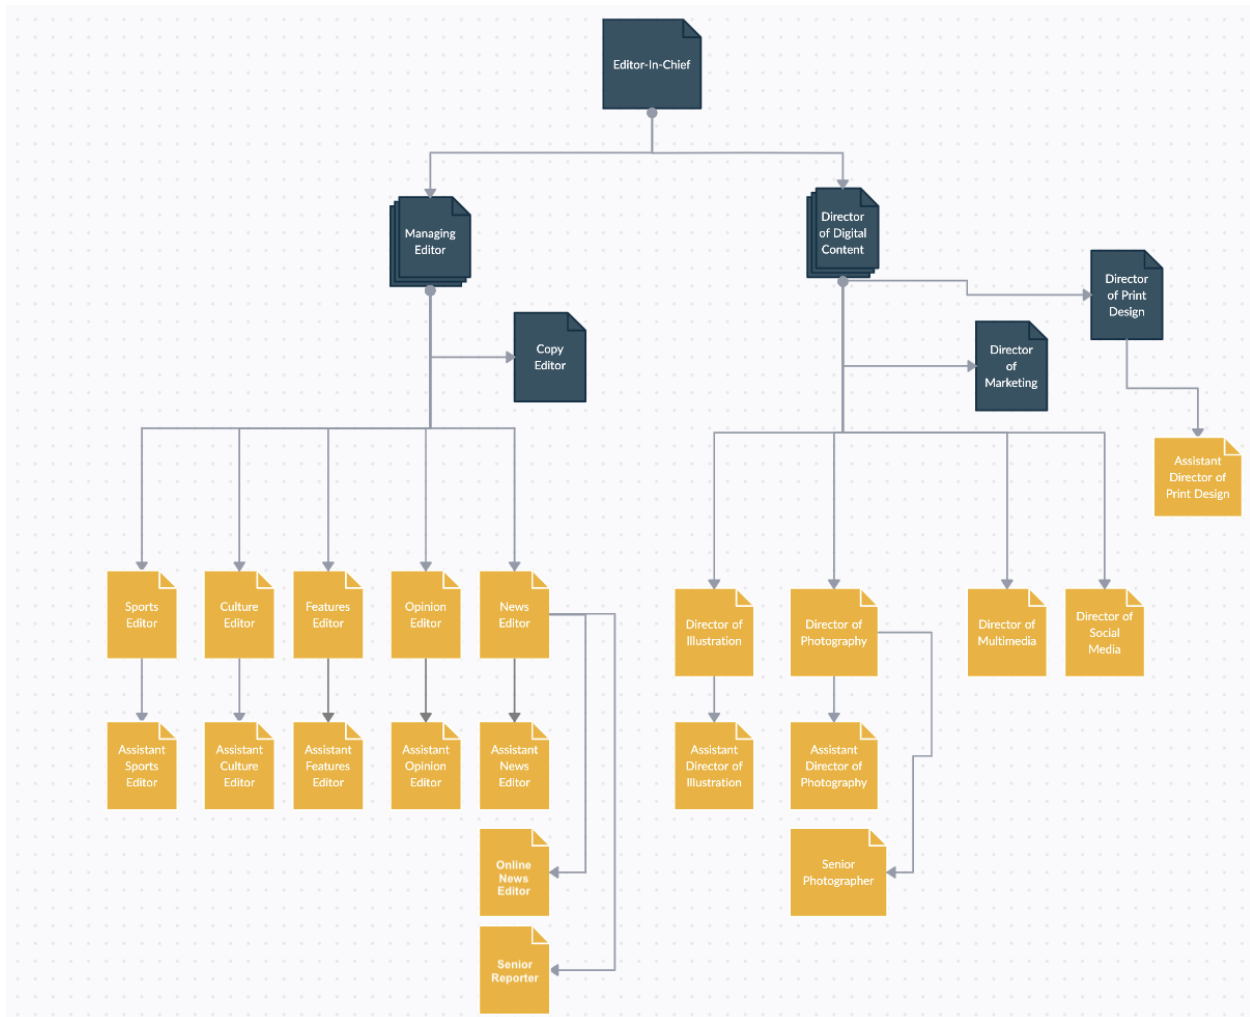 Editor-In-Chief
Managing
Editor
Director
of Digital
Content
Director
of Print
Design
Copy
Editor
Director
of
Marketing
Assistant
Director of
Print Design
Sports
Editor
Culture
Editor
Features
Editor
Opinion
Editor
News
Editor
Director of
Illustration
Director of
Photography
Director of
Multimedia
Director of
Social
Media
Assistant
Sports
Editor
Assistant
Culture
Editor
Assistant
Features
Editor
Assistant
Opinion
Editor
Assistant
News
Editor
Assistant
Director of
Illustration
Assistant
Director of
Photography
Online
News
Editor
Senior
Photographer
Senior
Reporter